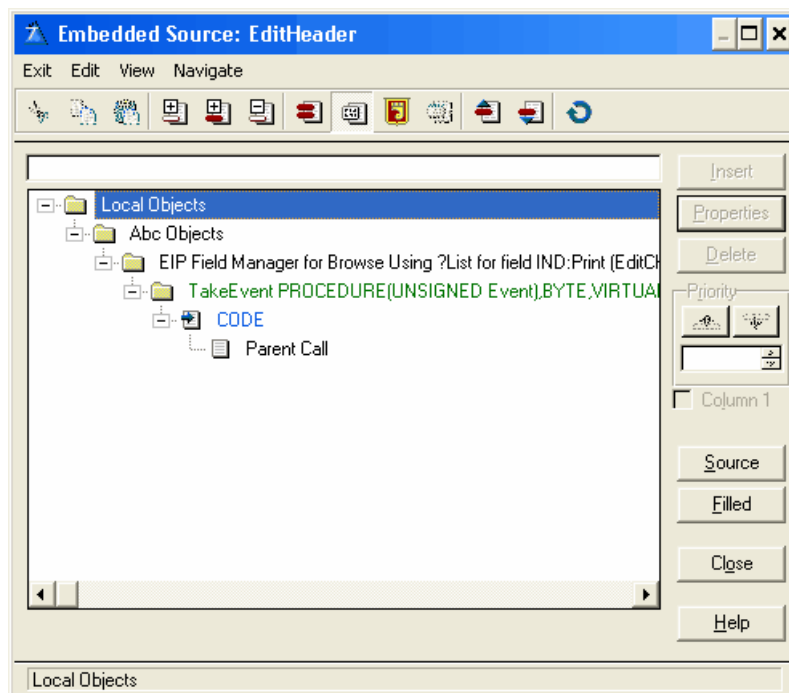 Embedded Source: EditHeader
Exit Edit View Navigate
Insert
Properties
Delete
Priority
Column 1
Source
Filled
Close
Help
Local Objects
Abc Objects
EIP Field Manager for Browse Using ?List for field IND:Print (EditCh
TakeEvent PROCEDURE(UNSIGNED Event),BYTE,VIRTUAL
CODE
Parent Call
Local Objects